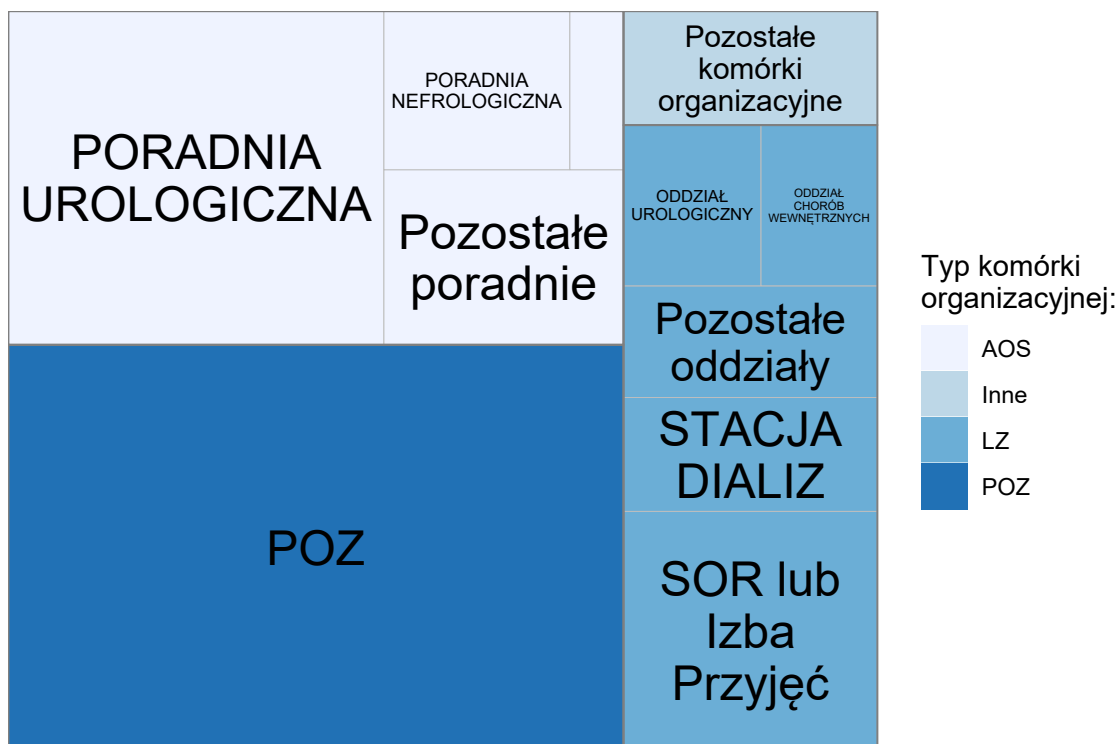 PORADNIA
UROLOGICZNA
PORADNIA
NEFROLOGICZNA
Pozostałe
poradnie
POZ
Pozostałe
komórki
organizacyjne
ODDZIAŁ
UROLOGICZNY
ODDZIAŁ
CHORÓB
WEWNĘTRZNYCH
Pozostałe
oddziały
STACJA
DIALIZ
SOR lub
Izba
Przyjęć
Typ komórki
organizacyjnej:
AOS
Inne
LZ
POZ